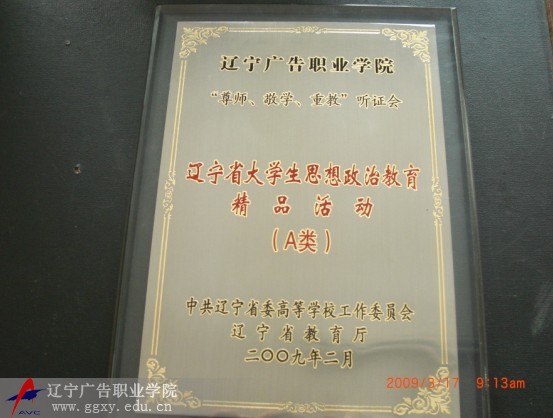 辽宁广告职业学院
“尊师、敬学、重教”听证会
辽宁省大学生思想政治教育
精品活动
（A类）
中共辽宁省委高等学校工作委员会
辽宁省教育厅
二〇〇九年二月
2009/3/17 9:13am
AVC
辽宁广告职业学院
www.ggxy.edu.cn